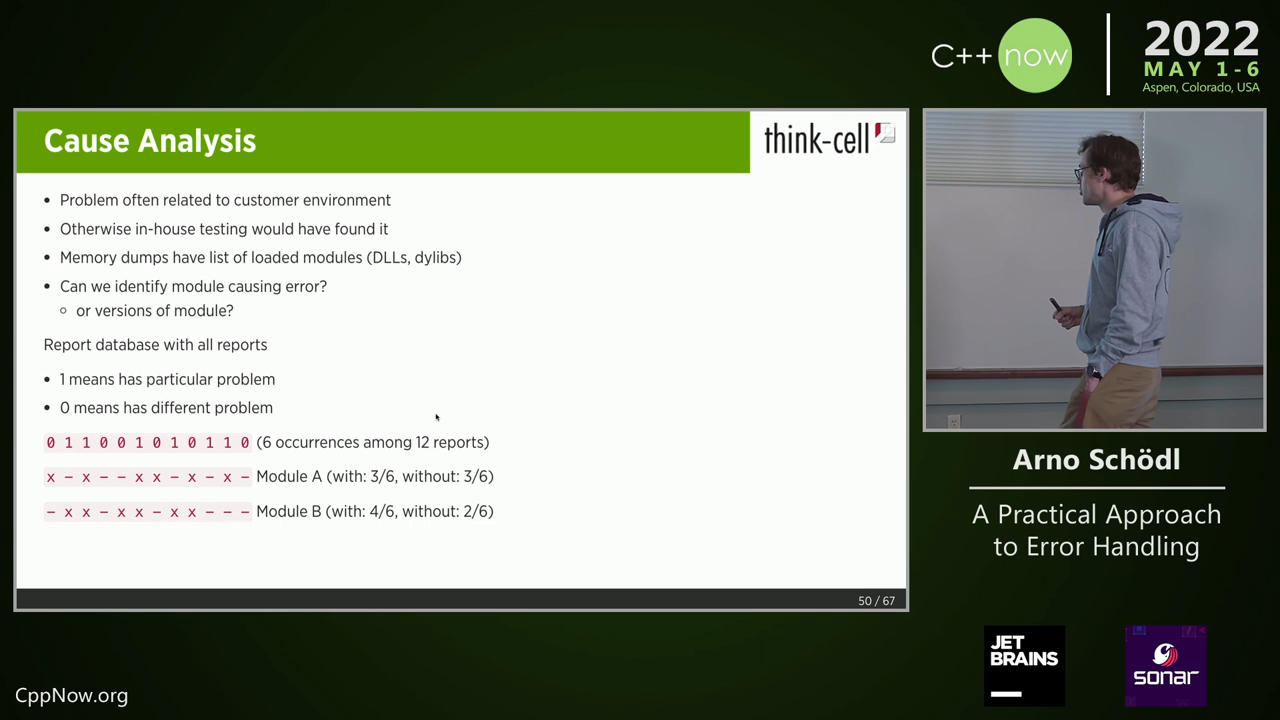 C++ now
2022
MAY 1-6
Aspen, Colorado, USA
Cause Analysis
think-cell
• Problem often related to customer environment
• Otherwise in-house testing would have found it
• Memory dumps have list of loaded modules (DLLs, dylibs)
• Can we identify module causing error?
○ or versions of module?
Report database with all reports
• 1 means has particular problem
• 0 means has different problem
0 1 1 0 0 1 0 1 0 1 1 0 (6 occurrences among 12 reports)
x – x – – x x – x – x – Module A (with: 3/6, without: 3/6)
– x x – x x – x x – – – Module B (with: 4/6, without: 2/6)
50 / 67
Arno Schödl
A Practical Approach
to Error Handling
JET
BRAINS
sonar
CppNow.org